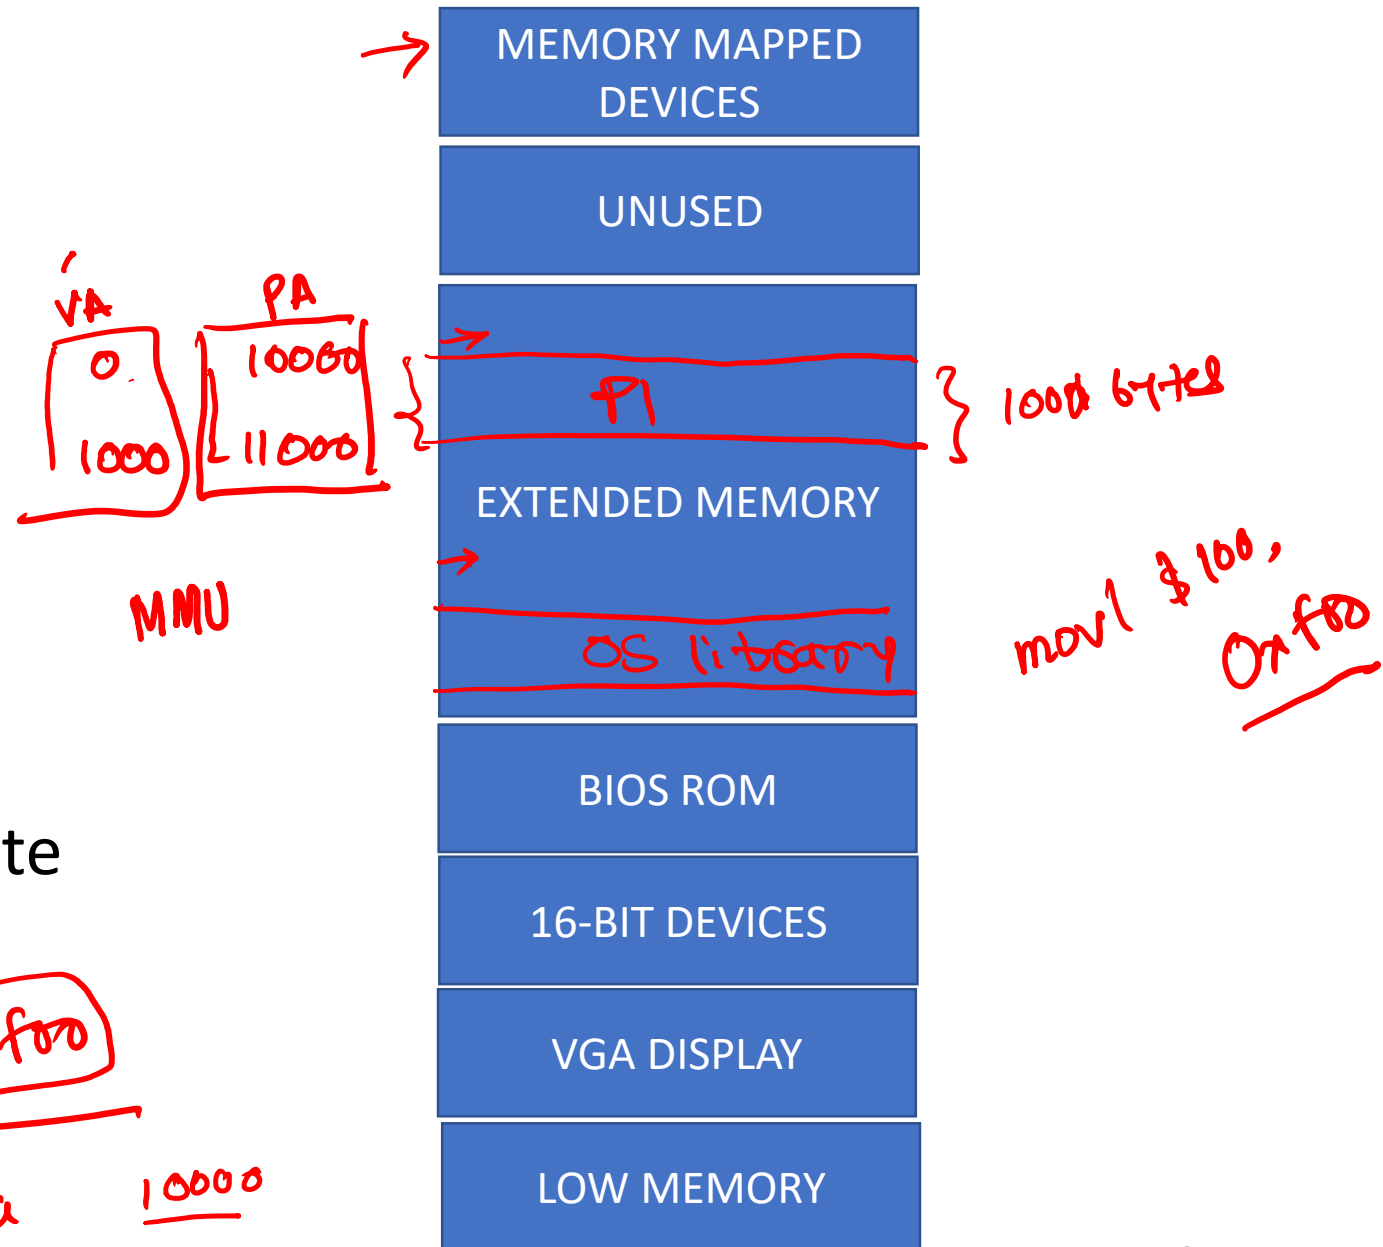 MEMORY MAPPED
DEVICES
UNUSED
VA PA
0 10000
1000 11000
P1
1000 bytes
EXTENDED MEMORY
movl $100,
0xf00
MMU
OS library
BIOS ROM
te
16-BIT DEVICES
foo
VGA DISPLAY
10000
LOW MEMORY